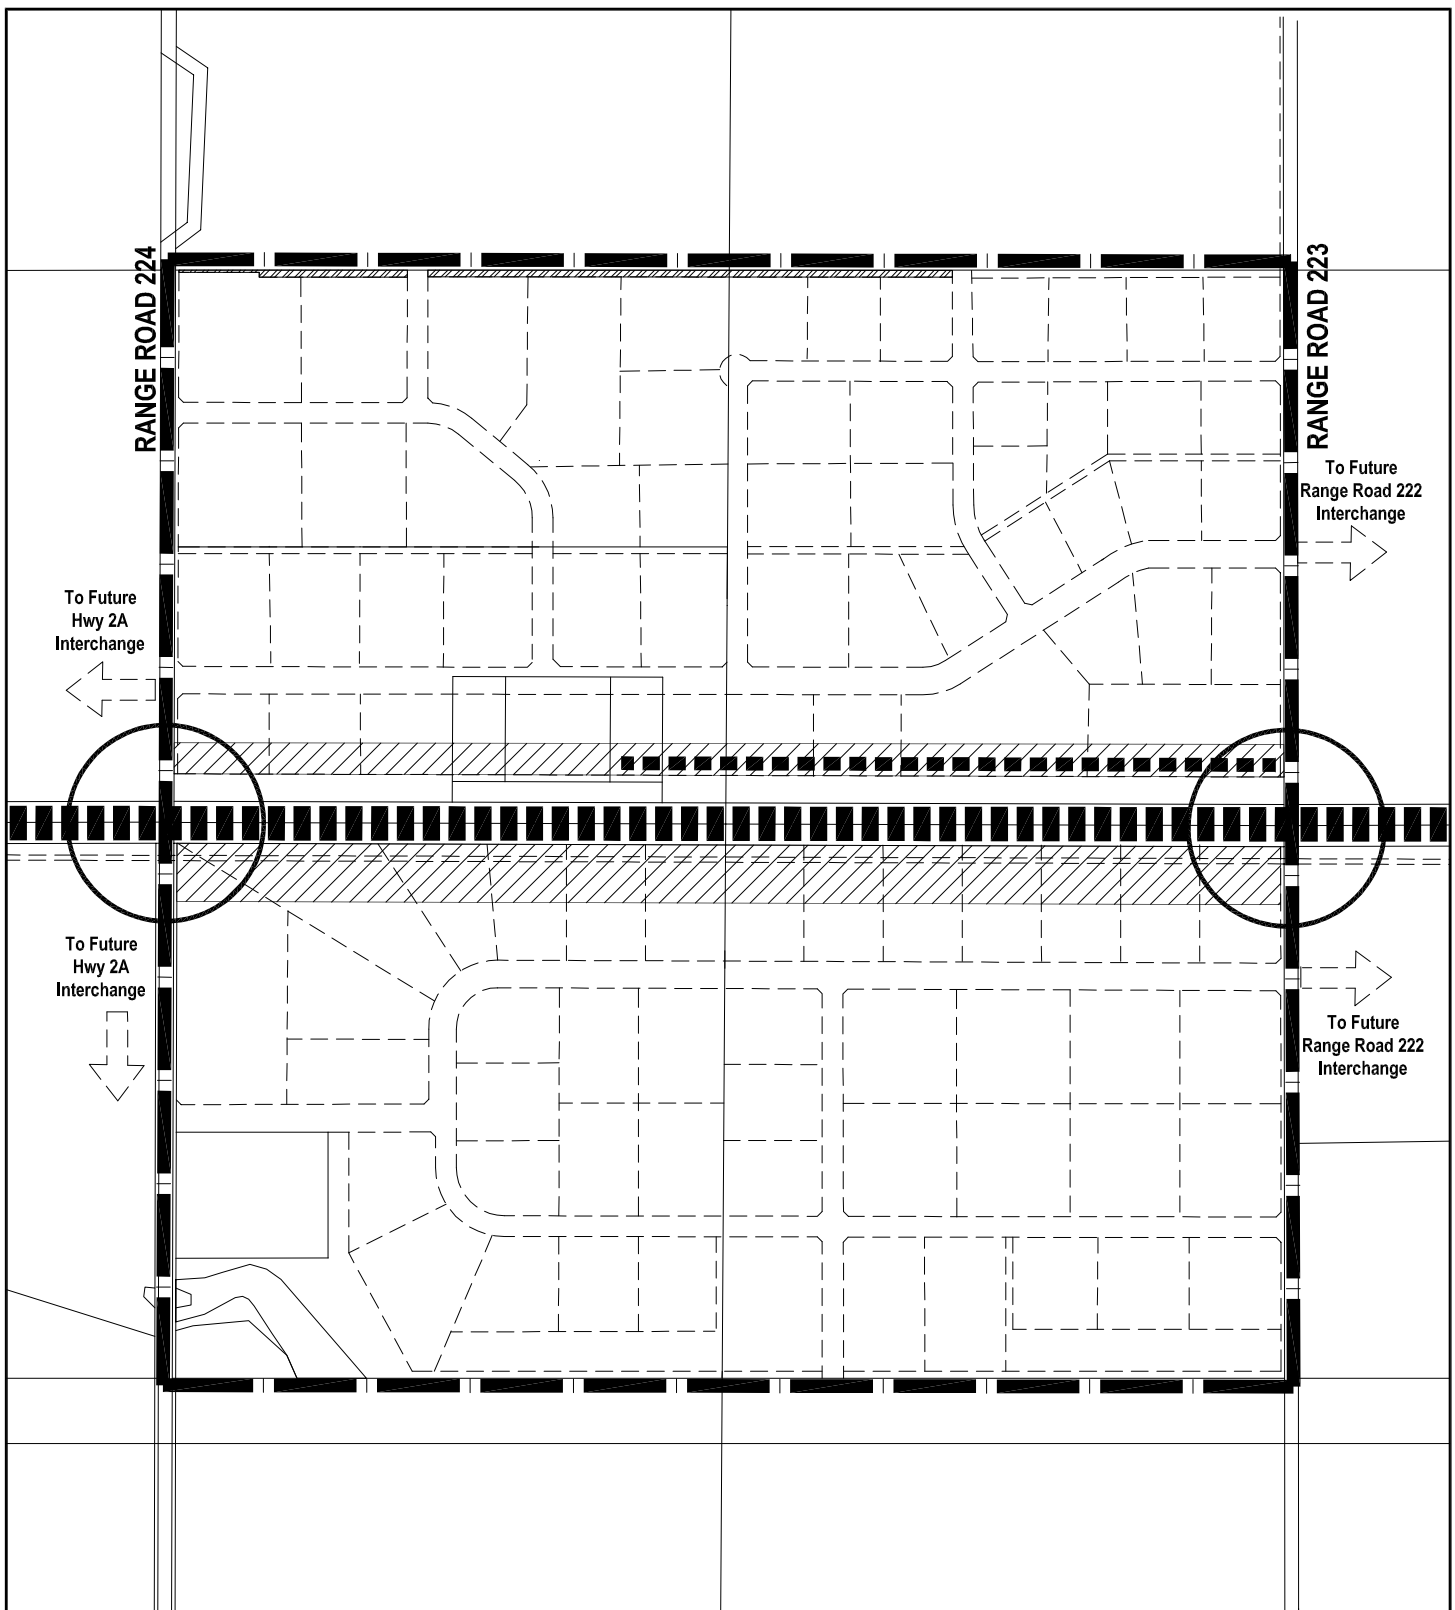 RANGE ROAD 224
RANGE ROAD 223
To Future
Range Road 222
Interchange
To Future
Hwy 2A
Interchange
To Future
Hwy 2A
Interchange
To Future
Range Road 222
Interchange